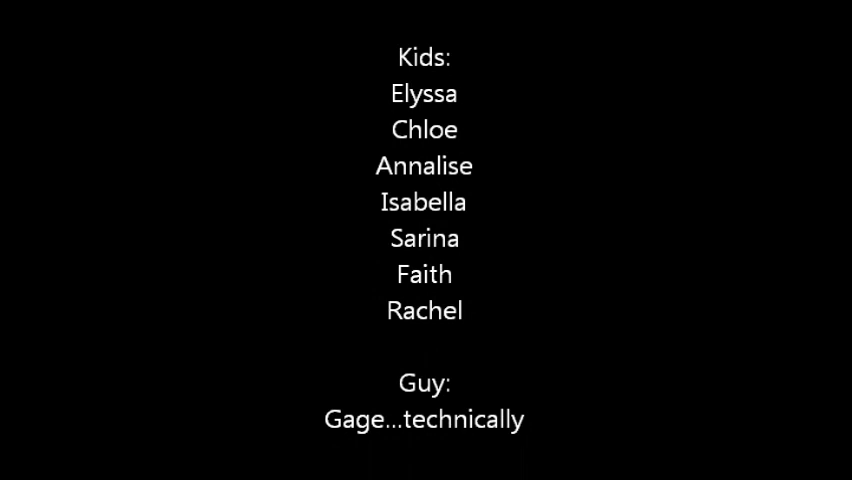 Kids:
Elyssa
Chloe
Annalise
Isabella
Sarina
Faith
Rachel
Guy:
Gage...technically